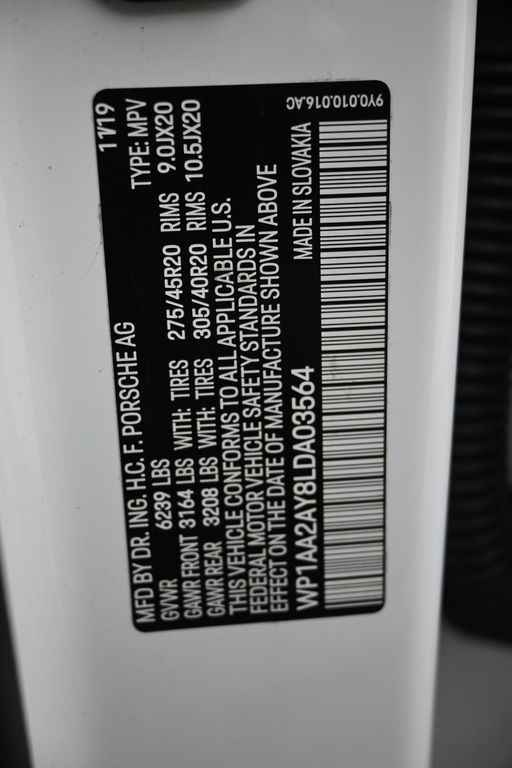 MFD BY DR. ING. H.C. F. PORSCHE AG 11/19
GVWR 6239 LBS TYPE: MPV
GAWR FRONT 3164 LBS WITH: TIRES 275/45R20 RIMS 9.0JX20
GAWR REAR 3208 LBS WITH: TIRES 305/40R20 RIMS 10.5JX20
THIS VEHICLE CONFORMS TO ALL APPLICABLE U.S.
FEDERAL MOTOR VEHICLE SAFETY STANDARDS IN
EFFECT ON THE DATE OF MANUFACTURE SHOWN ABOVE
WP1AA2AY8LDA03564 MADE IN SLOVAKIA
9Y0.010.016.AC